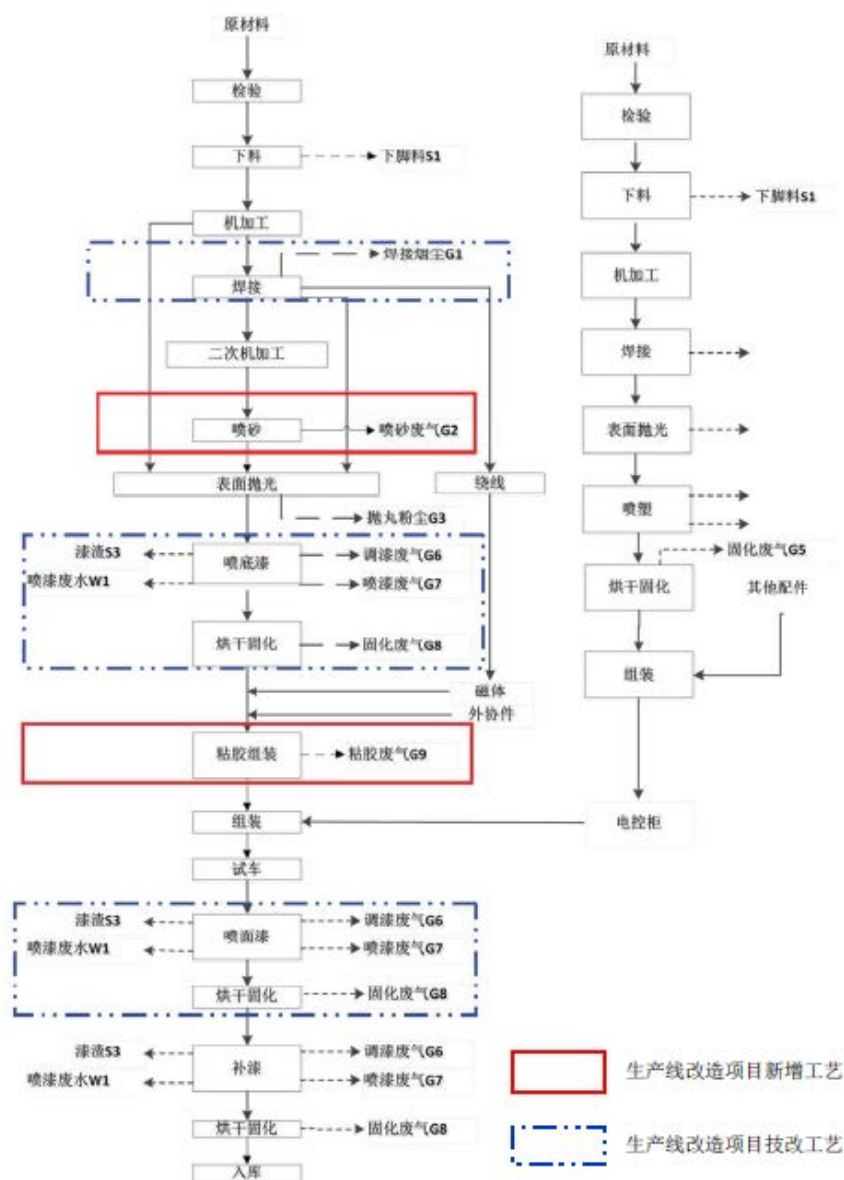 原材料
检验
下料
下脚料S1
机加工
焊接烟尘G1
焊接
二次机加工
喷砂
喷砂废气G2
表面抛光
绕线
抛丸粉尘G3
漆渣S3
喷底漆
调漆废气G6
喷漆废水W1
喷漆废气G7
烘干固化
固化废气G8
磁体
外协件
粘胶组装
粘胶废气G9
组装
试车
漆渣S3
喷面漆
调漆废气G6
喷漆废水W1
喷漆废气G7
烘干固化
固化废气G8
漆渣S3
补漆
调漆废气G6
喷漆废水W1
喷漆废气G7
烘干固化
固化废气G8
入库
原材料
检验
下料
下脚料S1
机加工
焊接
表面抛光
喷塑
固化废气G5
烘干固化
其他配件
组装
电控柜
生产线改造项目新增工艺
生产线改造项目技改工艺